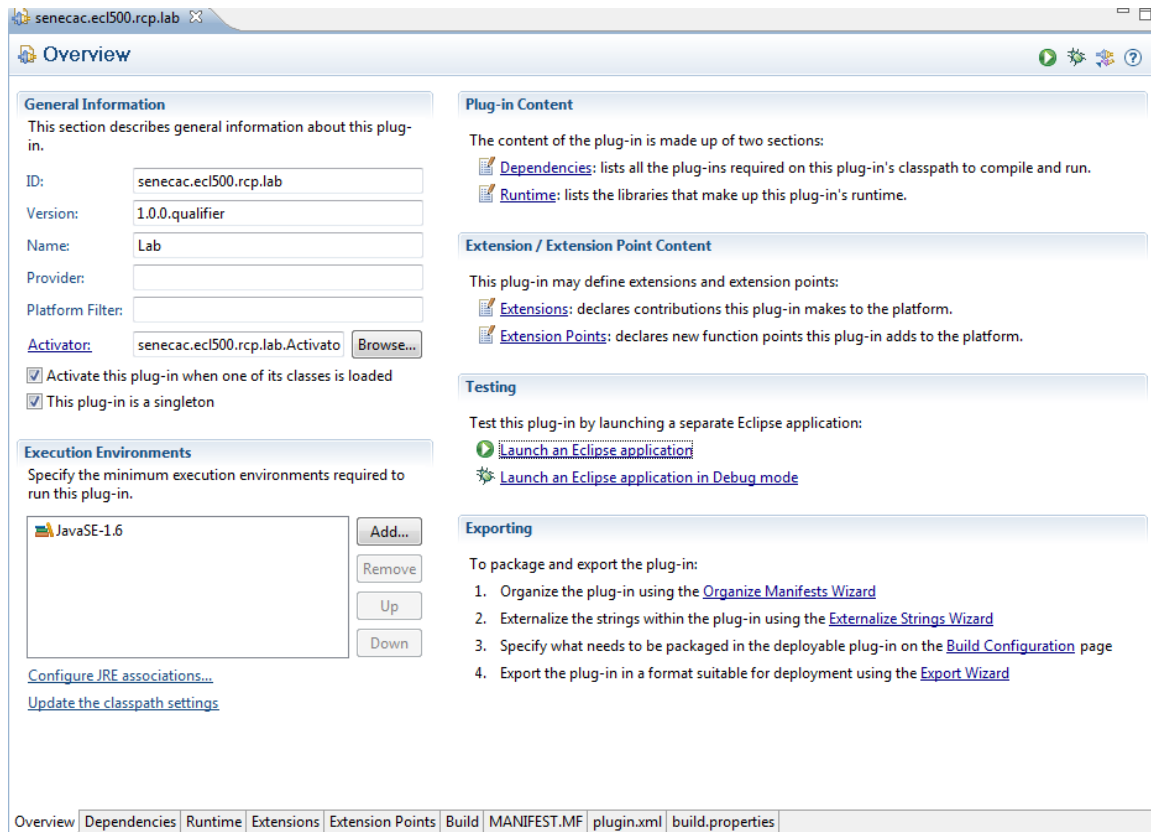 senecac.ecl500.rcp.lab
Overview
General Information
This section describes general information about this plug-
in.
ID: senecac.ecl500.rcp.lab
Version: 1.0.0.qualifier
Name: Lab
Provider:
Platform Filter:
Activator: senecac.ecl500.rcp.lab.Activato Browse...
Activate this plug-in when one of its classes is loaded
This plug-in is a singleton
Execution Environments
Specify the minimum execution environments required to
run this plug-in.
JavaSE-1.6
Add...
Remove
Up
Down
Configure JRE associations...
Update the classpath settings
Plug-in Content
The content of the plug-in is made up of two sections:
Dependencies: lists all the plug-ins required on this plug-in's classpath to compile and run.
Runtime: lists the libraries that make up this plug-in's runtime.
Extension / Extension Point Content
This plug-in may define extensions and extension points:
Extensions: declares contributions this plug-in makes to the platform.
Extension Points: declares new function points this plug-in adds to the platform.
Testing
Test this plug-in by launching a separate Eclipse application:
Launch an Eclipse application
Launch an Eclipse application in Debug mode
Exporting
To package and export the plug-in:
1. Organize the plug-in using the Organize Manifests Wizard
2. Externalize the strings within the plug-in using the Externalize Strings Wizard
3. Specify what needs to be packaged in the deployable plug-in on the Build Configuration page
4. Export the plug-in in a format suitable for deployment using the Export Wizard
Overview Dependencies Runtime Extensions Extension Points Build MANIFEST.MF plugin.xml build.properties